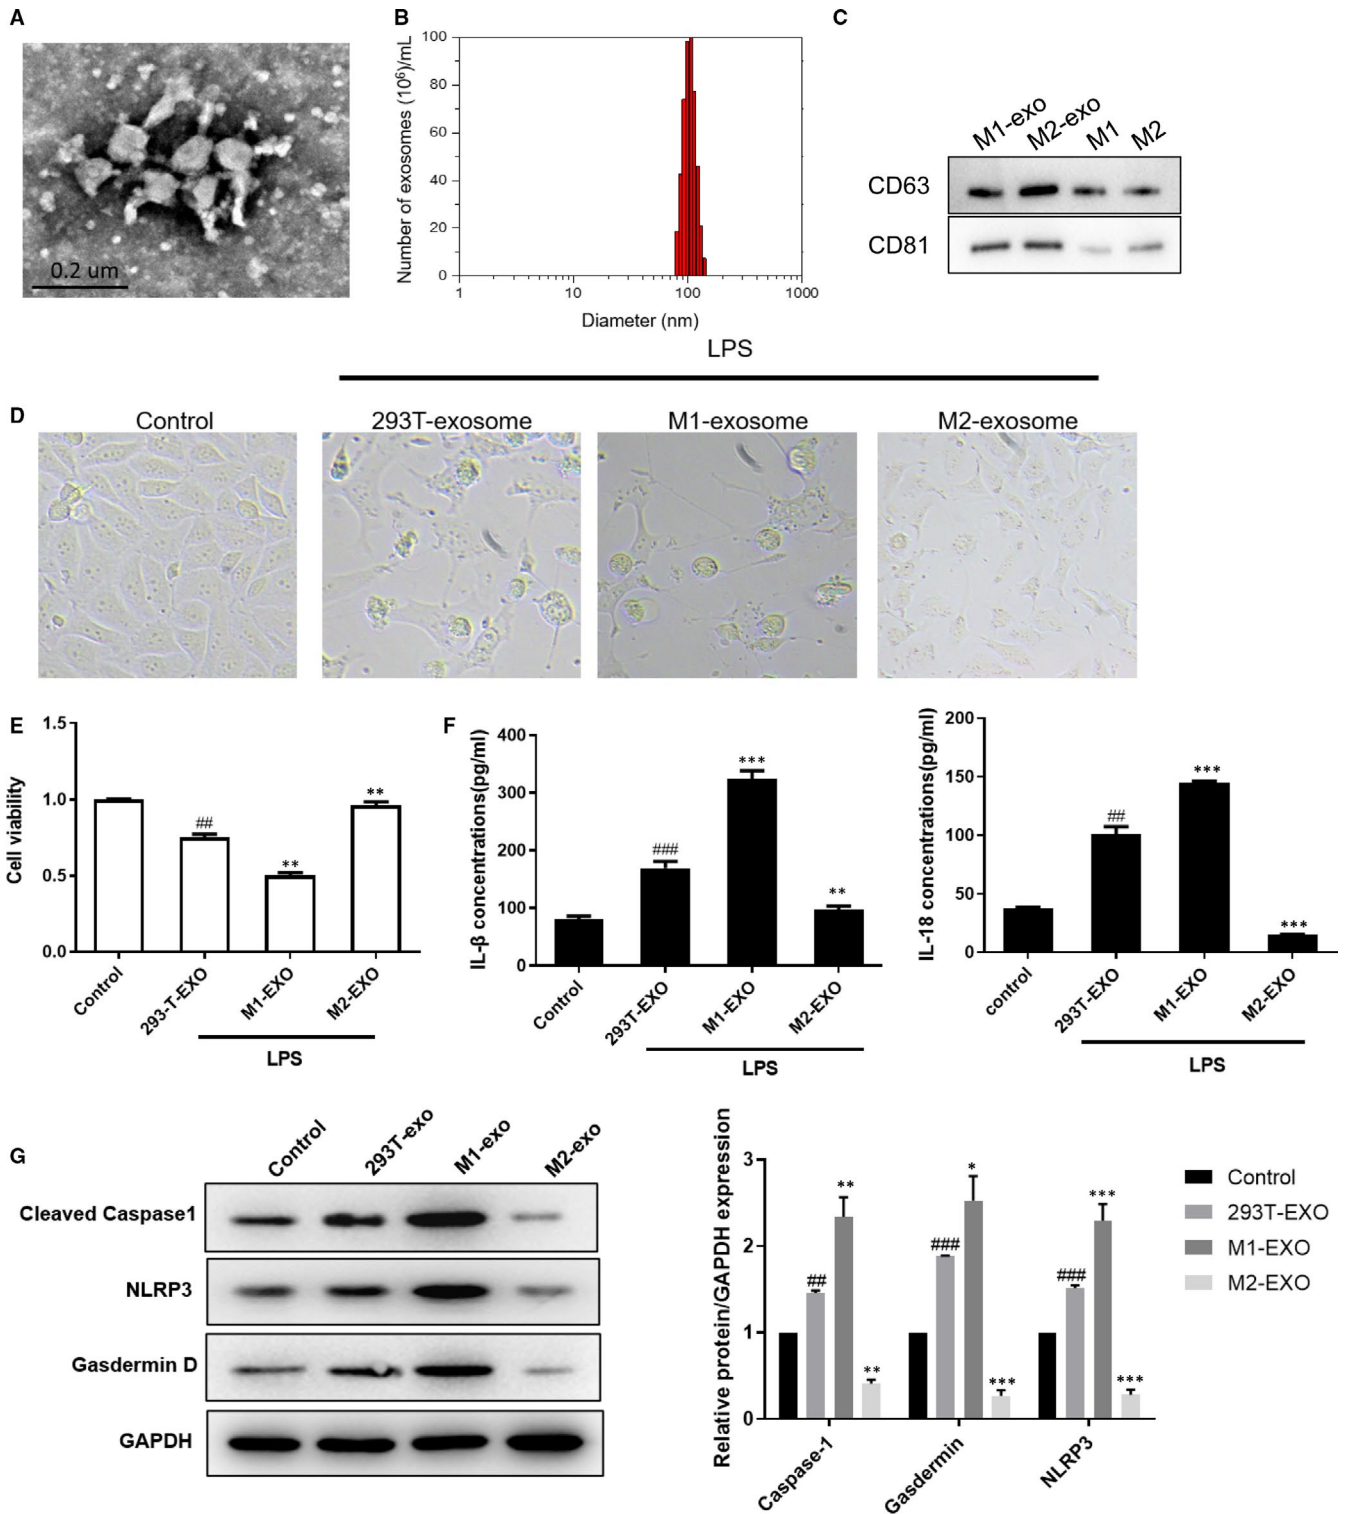 A
0.2 um
B
Number of exosomes (10⁶)/mL
100
80
60
40
20
0
1
10
100
1000
Diameter (nm)
C
M1-exo
M2-exo
M1
M2
CD63
CD81
LPS
D
Control
293T-exosome
M1-exosome
M2-exosome
E
Cell viability
1.5
1.0
0.5
0.0
##
**
**
Control
293-T-EXO
M1-EXO
M2-EXO
LPS
F
IL-β concentrations(pg/ml)
400
300
200
100
0
###
***
**
Control
293T-EXO
M1-EXO
M2-EXO
LPS
IL-18 concentrations(pg/ml)
200
150
100
50
0
##
***
***
control
293T-EXO
M1-EXO
M2-EXO
LPS
G
Control
293T-exo
M1-exo
M2-exo
Cleaved Caspase1
NLRP3
Gasdermin D
GAPDH
Relative protein/GAPDH expression
3
2
1
0
##
**
**
###
*
***
###
***
***
Caspase-1
Gasdermin
NLRP3
Control
293T-EXO
M1-EXO
M2-EXO